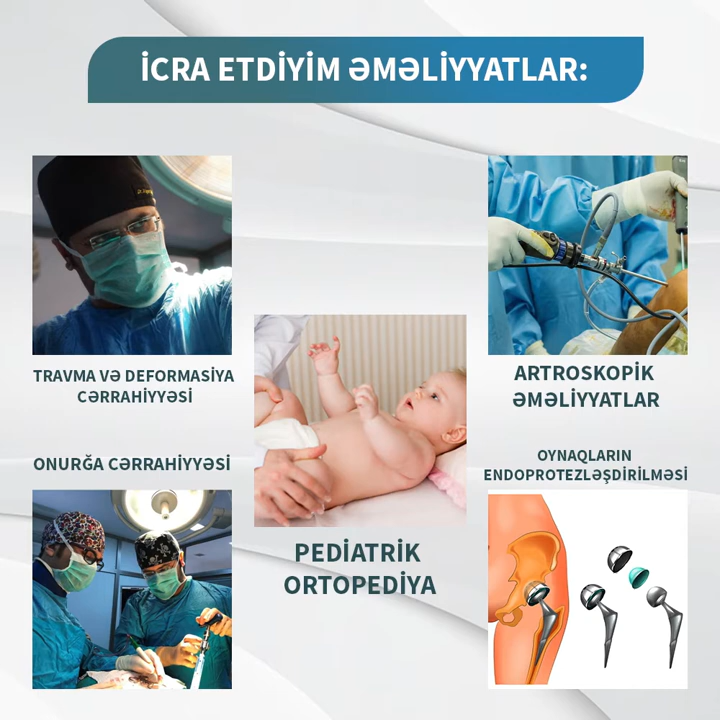 İCRA ETDİYİM ƏMƏLİYYATLAR:
TRAVMA VƏ DEFORMASİYA
CƏRRAHİYYƏSİ
ARTROSKOPİK
ƏMƏLİYYATLAR
ONURĞA CƏRRAHİYYƏSİ
OYNAQLARIN
ENDOPROTEZLƏŞDİRİLMƏSİ
PEDİATRİK
ORTOPEDİYA